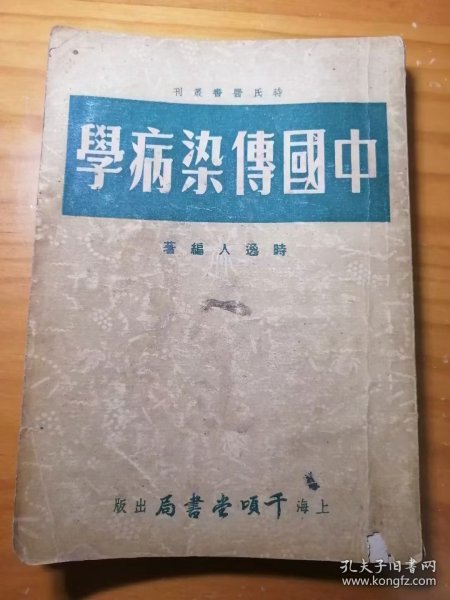 時氏醫書叢刊
中國傳染病學
時逸人編著
上海千頃堂書局出版
孔夫子旧书网
www.kongfz.com